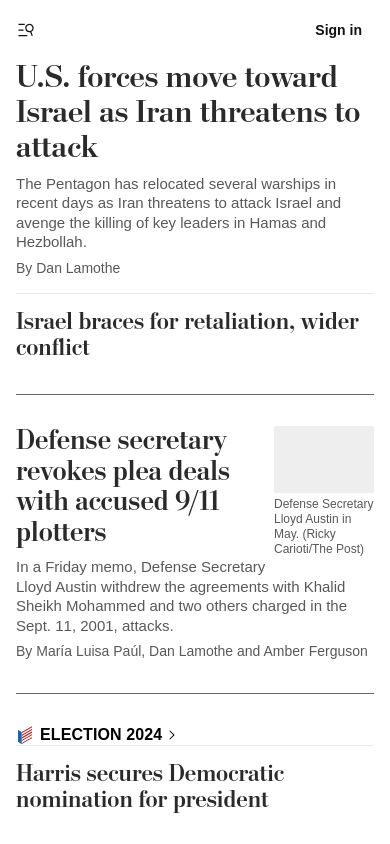 Sign in
U.S. forces move toward
Israel as Iran threatens to
attack
The Pentagon has relocated several warships in
recent days as Iran threatens to attack Israel and
avenge the killing of key leaders in Hamas and
Hezbollah.
By Dan Lamothe
Israel braces for retaliation, wider
conflict
Defense secretary
revokes plea deals
with accused 9/11
plotters
Defense Secretary
Lloyd Austin in
May. (Ricky
Carioti/The Post)
In a Friday memo, Defense Secretary
Lloyd Austin withdrew the agreements with Khalid
Sheikh Mohammed and two others charged in the
Sept. 11, 2001, attacks.
By María Luisa Paúl, Dan Lamothe and Amber Ferguson
ELECTION 2024
Harris secures Democratic
nomination for president